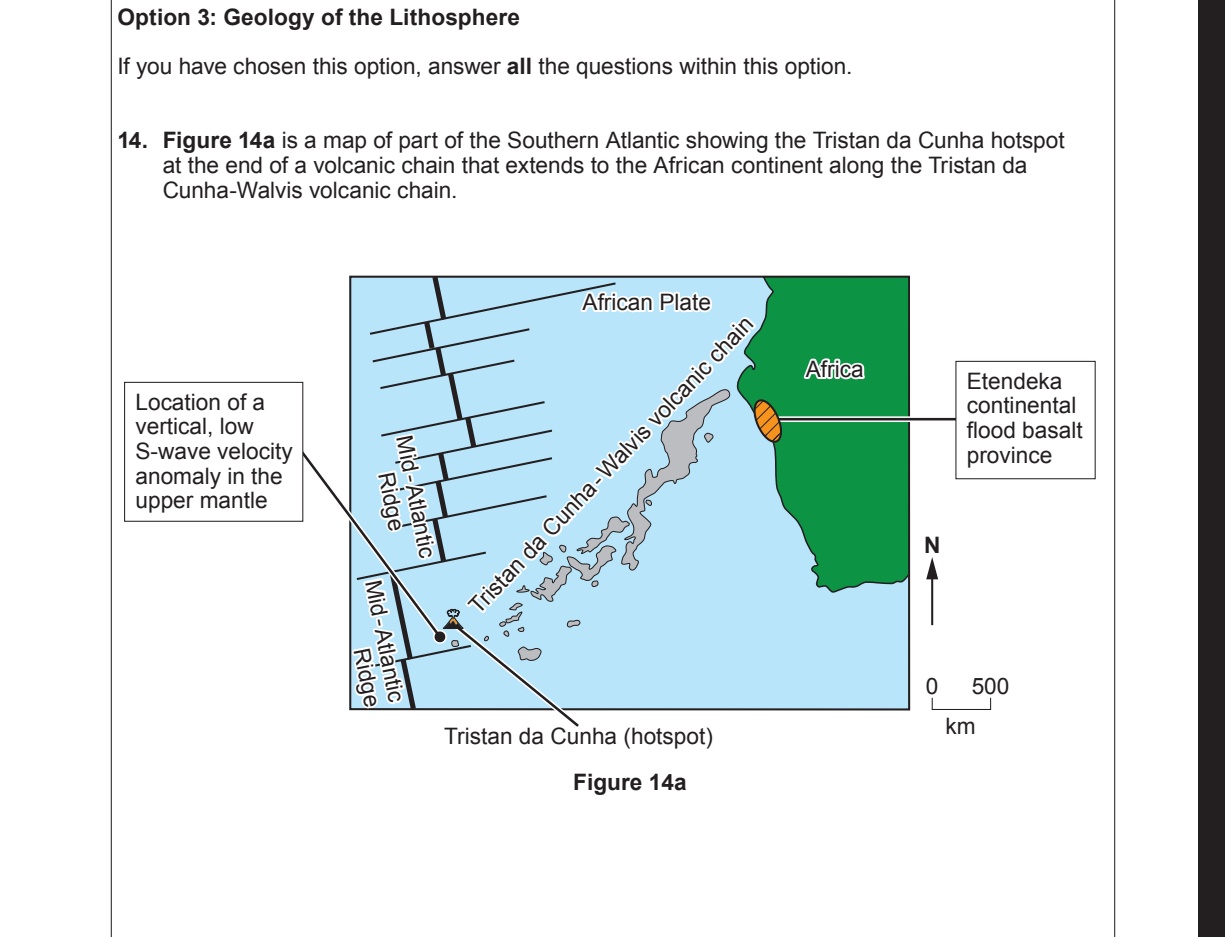 Option 3: Geology of the Lithosphere
If you have chosen this option, answer all the questions within this option.
14. Figure 14a is a map of part of the Southern Atlantic showing the Tristan da Cunha hotspot
at the end of a volcanic chain that extends to the African continent along the Tristan da
Cunha-Walvis volcanic chain.
African Plate
Africa
Tristan da Cunha-Walvis volcanic chain
Etendeka
continental
flood basalt
province
Location of a
vertical, low
S-wave velocity
anomaly in the
upper mantle
Mid-Atlantic
Ridge
Mid-Atlantic
Ridge
N
0 500
km
Tristan da Cunha (hotspot)
Figure 14a